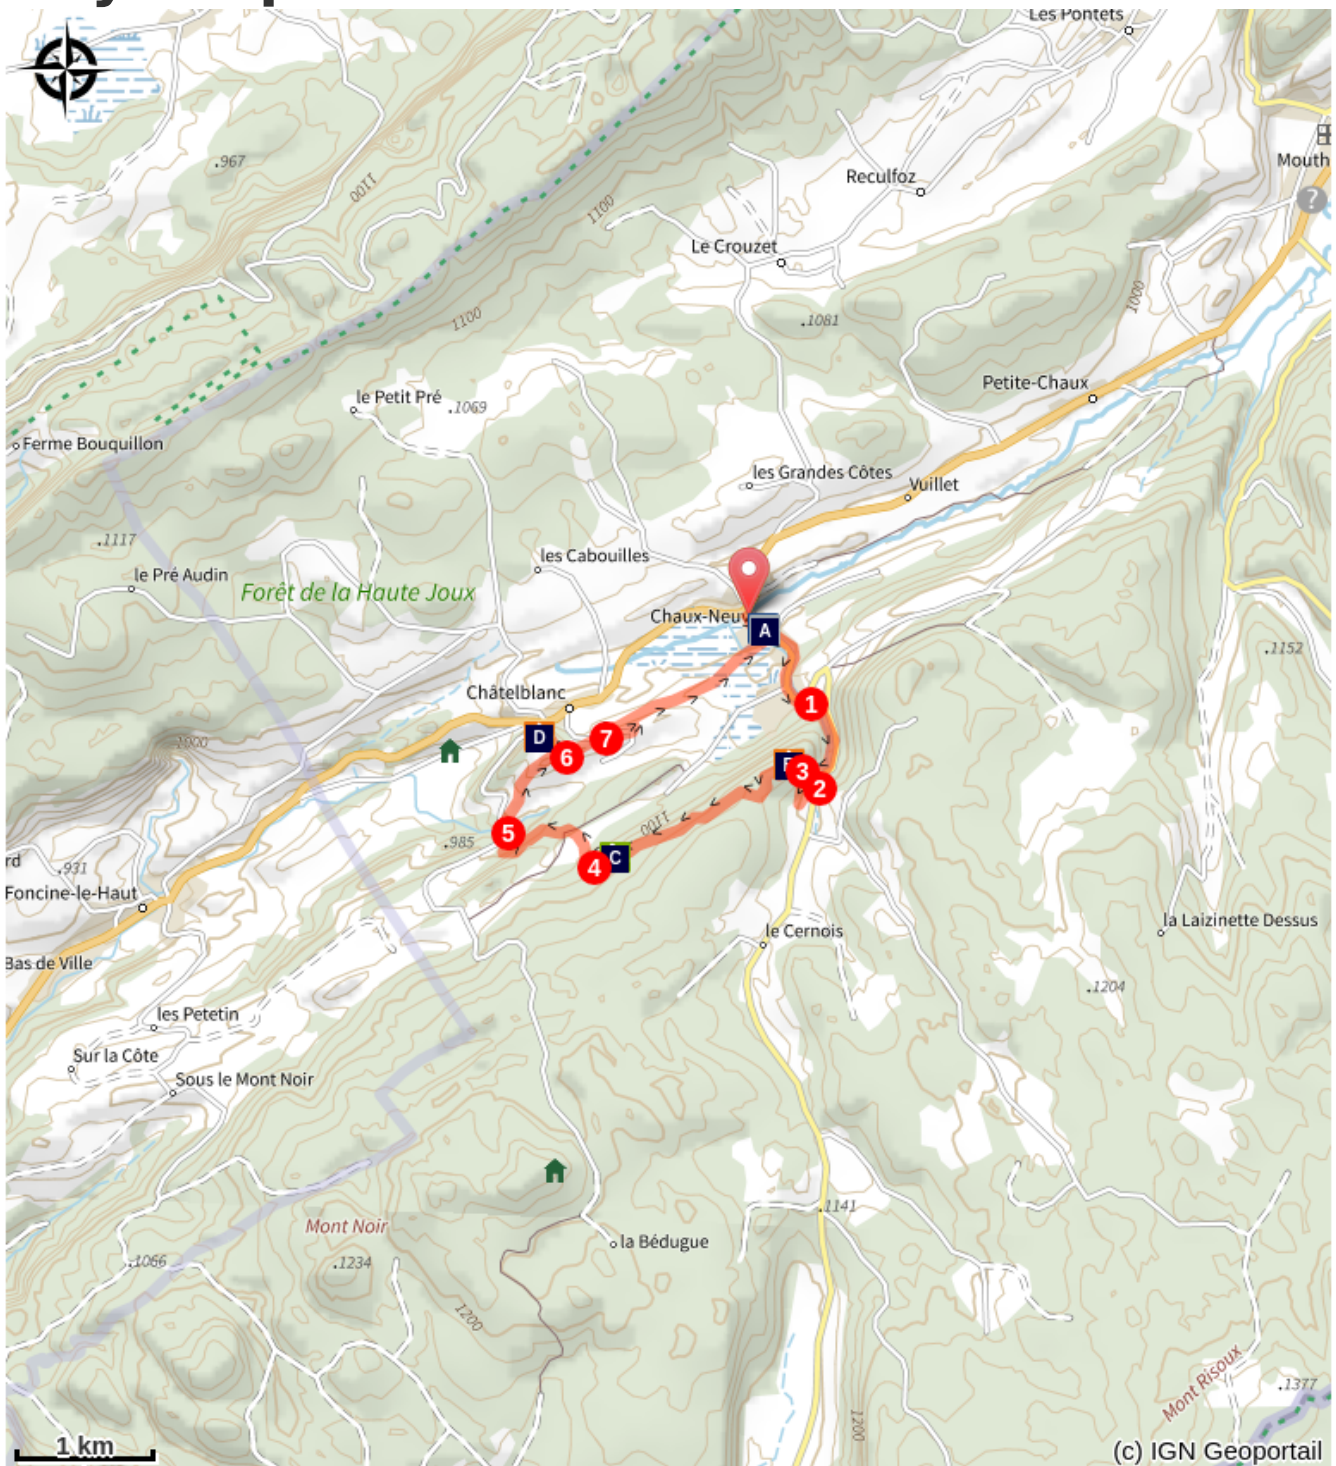 Les Pontets
.967
1100
Mouthe
Reculfoz
1100
Le Crouzet
1000
1100
.1081
Petite-Chaux
le Petit Pré
.1069
Ferme Bouquillon
les Grandes Côtes
Vuillet
.1117
les Cabouilles
le Pré Audin
Forêt de la Haute Joux
Chaux-Neuv
A
.1152
Châtelblanc
1
D
7
1000
6
3
2
1100
5
.985
C
4
rd
.931
Foncine-le-Haut
la Laizinette Dessus
le Cernois
Bas de Ville
.1204
les Petetin
Sur la Côte
Sous le Mont Noir
.1141
Mont Noir
la Bédugue
.1066
.1234
1200
Mont Risoux
.1377
1200
1 km
(c) IGN Geoportail